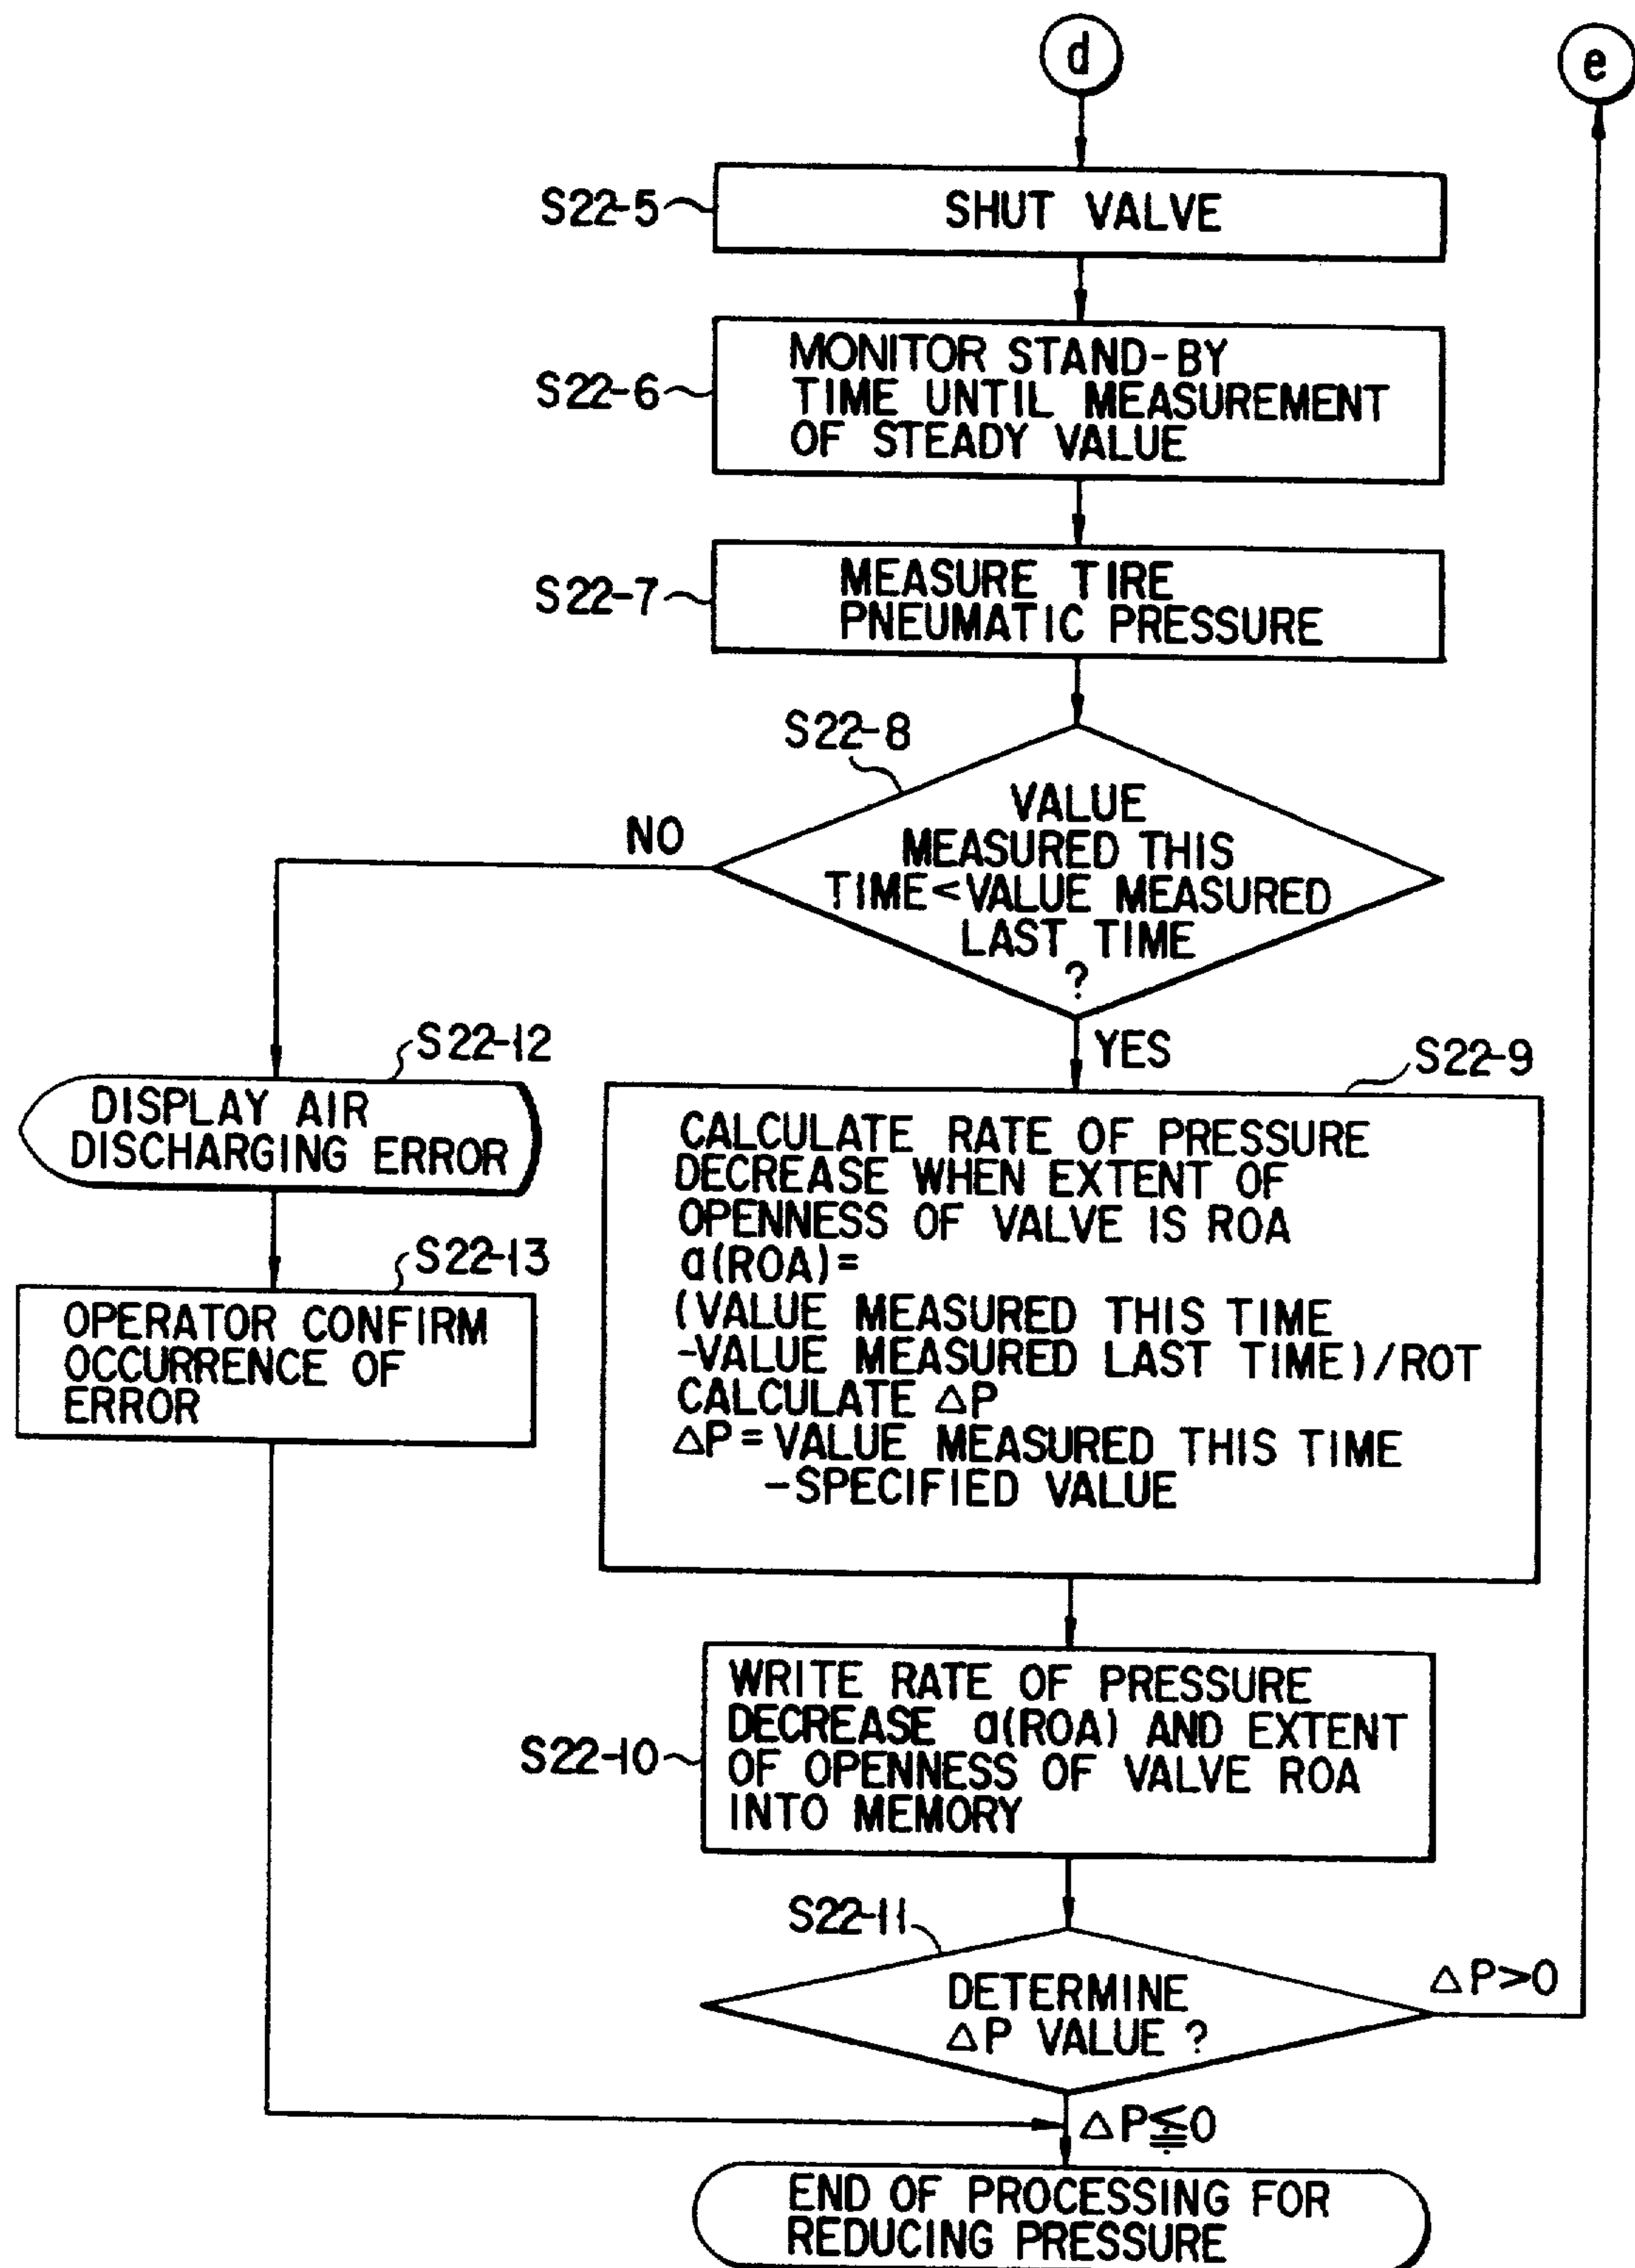 d
e
S22-5
SHUT VALVE
S22-6
MONITOR STAND-BY
TIME UNTIL MEASUREMENT
OF STEADY VALUE
S22-7
MEASURE TIRE
PNEUMATIC PRESSURE
S22-8
VALUE
MEASURED THIS
TIME<VALUE MEASURED
LAST TIME
?
NO
YES
S22-12
DISPLAY AIR
DISCHARGING ERROR
S22-13
OPERATOR CONFIRM
OCCURRENCE OF
ERROR
S22-9
CALCULATE RATE OF PRESSURE
DECREASE WHEN EXTENT OF
OPENNESS OF VALVE IS ROA
a(ROA)=
(VALUE MEASURED THIS TIME
-VALUE MEASURED LAST TIME)/ROT
CALCULATE △P
△P=VALUE MEASURED THIS TIME
-SPECIFIED VALUE
S22-10
WRITE RATE OF PRESSURE
DECREASE a(ROA) AND EXTENT
OF OPENNESS OF VALVE ROA
INTO MEMORY
S22-11
DETERMINE
△P VALUE ?
△P>0
△P≦0
END OF PROCESSING FOR
REDUCING PRESSURE